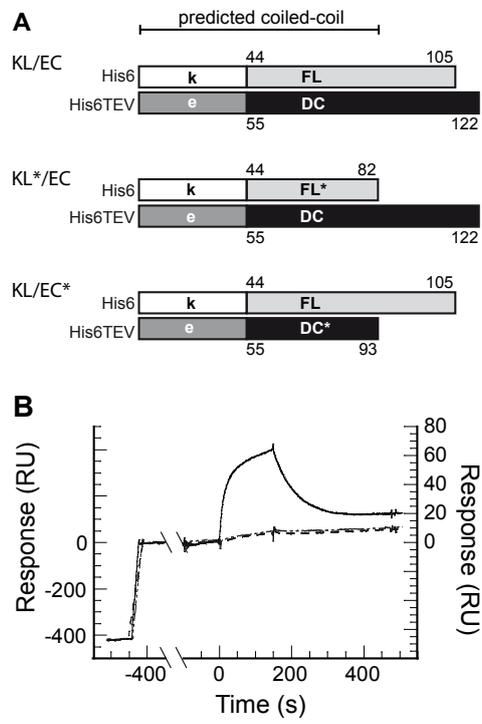 A
predicted coiled-coil
KL/EC
44 105
His6 k FL
His6TEV e DC
55 122
KL*/EC
44 82
His6 k FL*
His6TEV e DC
55 122
KL/EC*
44 105
His6 k FL
His6TEV e DC*
55 93
B
80
60
40
20
0 0
-200
-400
Response (RU)
Response (RU)
-400 0 200 400
Time (s)